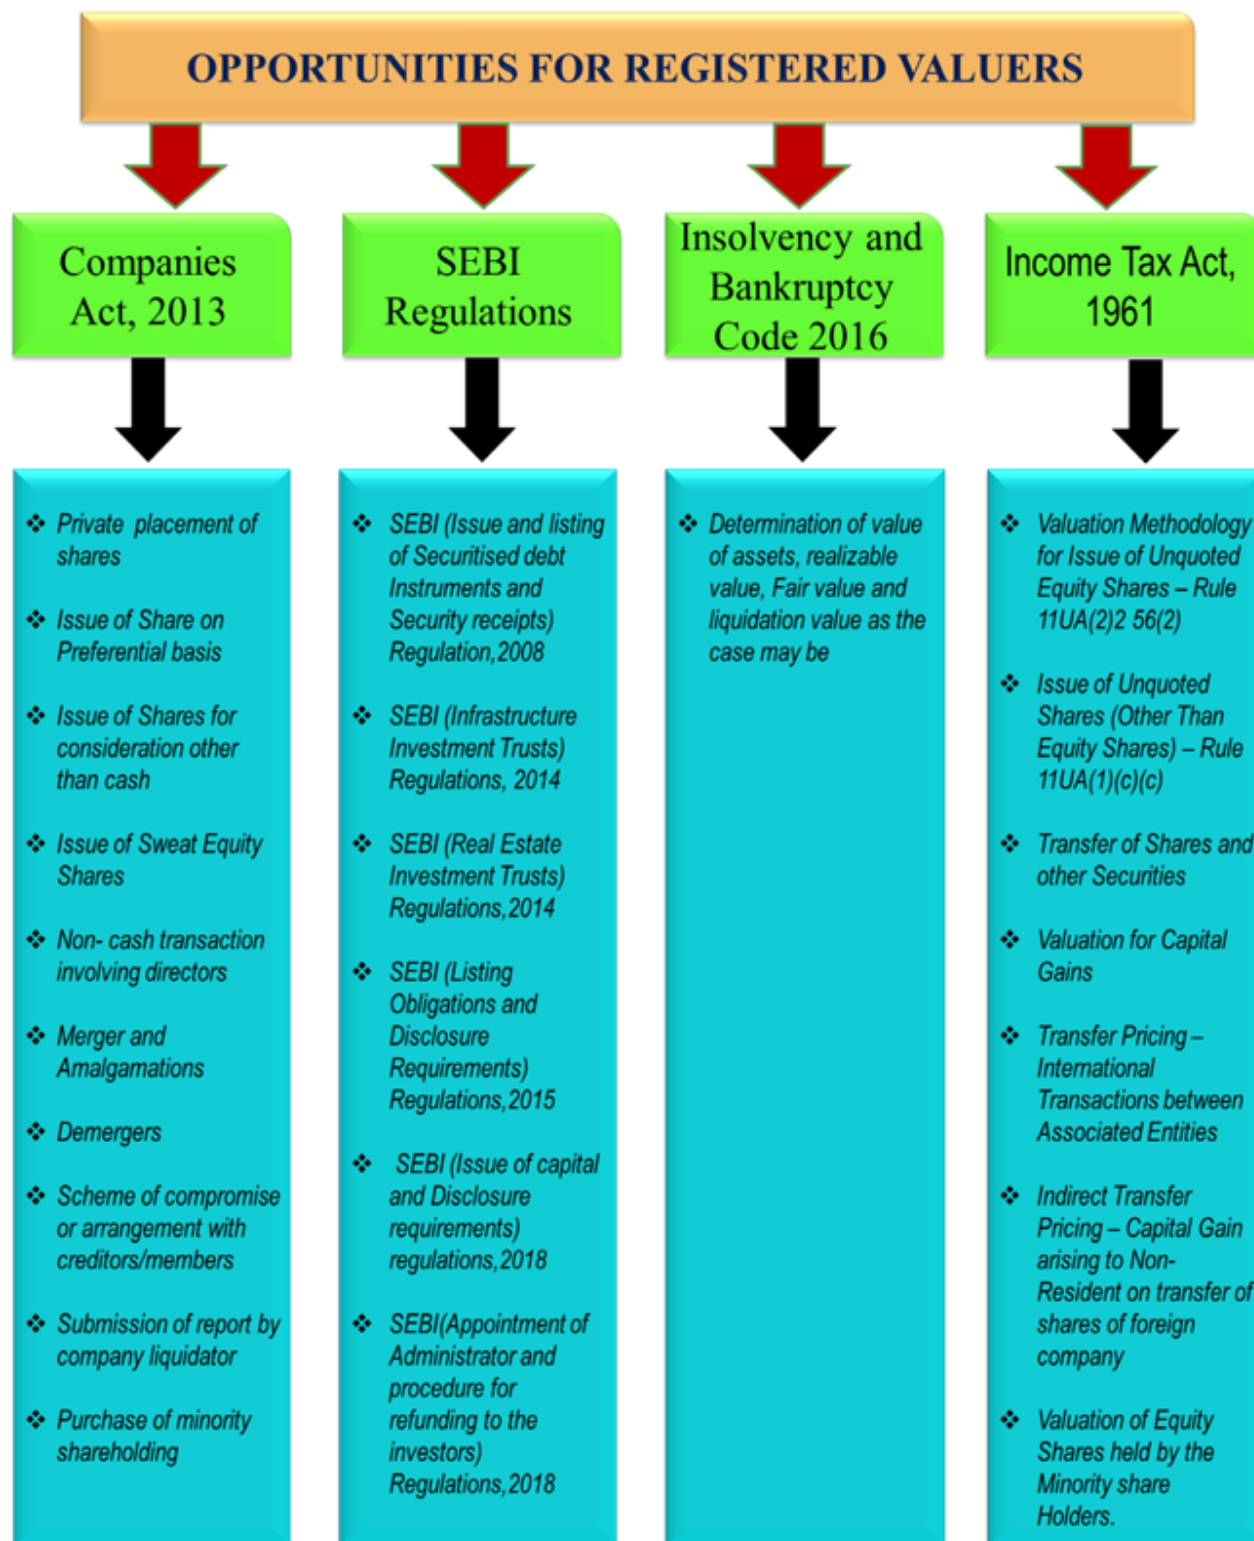 OPPORTUNITIES FOR REGISTERED VALUERS
Companies
Act, 2013
❖ Private placement of
shares
❖ Issue of Share on
Preferential basis
❖ Issue of Shares for
consideration other
than cash
❖ Issue of Sweat Equity
Shares
❖ Non- cash transaction
involving directors
❖ Merger and
Amalgamations
❖ Demergers
❖ Scheme of compromise
or arrangement with
creditors/members
❖ Submission of report by
company liquidator
❖ Purchase of minority
shareholding
SEBI
Regulations
❖ SEBI (Issue and listing
of Securitised debt
Instruments and
Security receipts)
Regulation,2008
❖ SEBI (Infrastructure
Investment Trusts)
Regulations, 2014
❖ SEBI (Real Estate
Investment Trusts)
Regulations,2014
❖ SEBI (Listing
Obligations and
Disclosure
Requirements)
Regulations,2015
❖ SEBI (Issue of capital
and Disclosure
requirements)
regulations,2018
❖ SEBI(Appointment of
Administrator and
procedure for
refunding to the
investors)
Regulations,2018
Insolvency and
Bankruptcy
Code 2016
❖ Determination of value
of assets, realizable
value, Fair value and
liquidation value as the
case may be
Income Tax Act,
1961
❖ Valuation Methodology
for Issue of Unquoted
Equity Shares – Rule
11UA(2)2 56(2)
❖ Issue of Unquoted
Shares (Other Than
Equity Shares) – Rule
11UA(1)(c)(c)
❖ Transfer of Shares and
other Securities
❖ Valuation for Capital
Gains
❖ Transfer Pricing –
International
Transactions between
Associated Entities
❖ Indirect Transfer
Pricing – Capital Gain
arising to Non-
Resident on transfer of
shares of foreign
company
❖ Valuation of Equity
Shares held by the
Minority share
Holders.